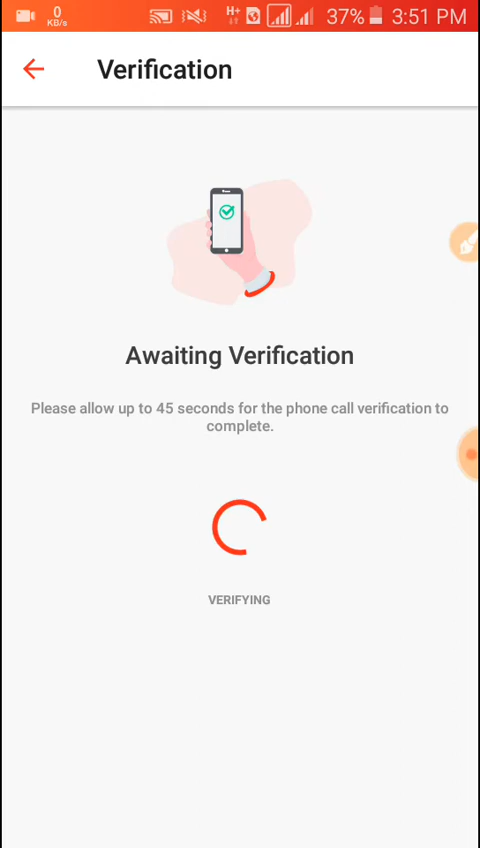 0
KB/s
H+
37%
3:51 PM
Verification
Awaiting Verification
Please allow up to 45 seconds for the phone call verification to
complete.
VERIFYING